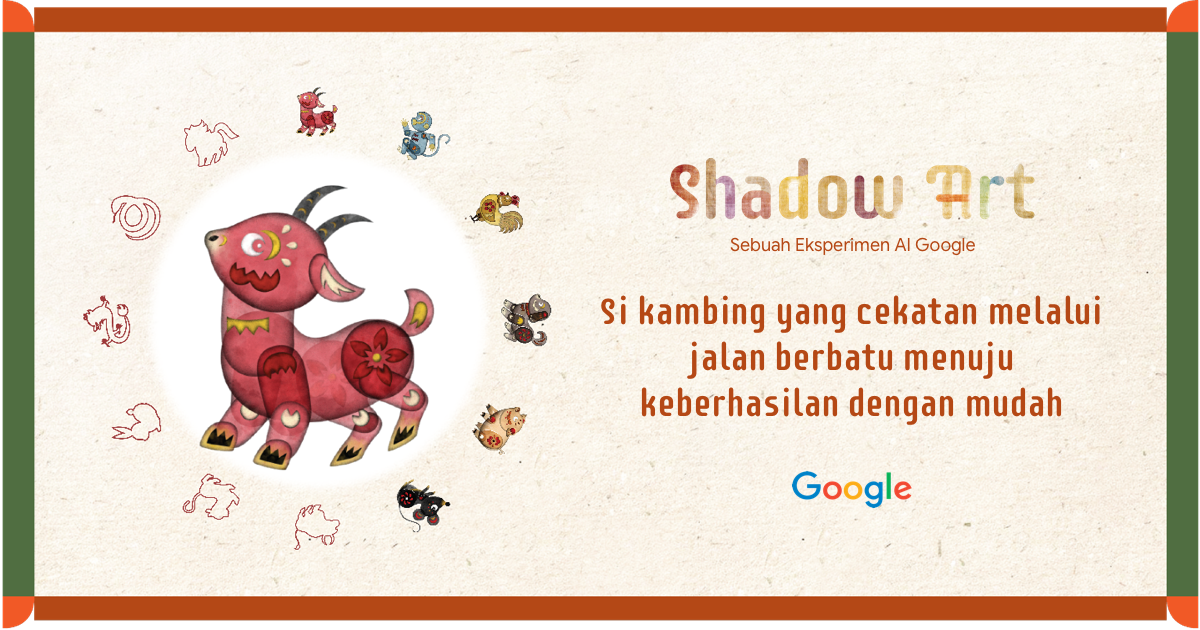 Shadow Art
Sebuah Eksperimen AI Google
Si kambing yang cekatan melalui
jalan berbatu menuju
keberhasilan dengan mudah
Google